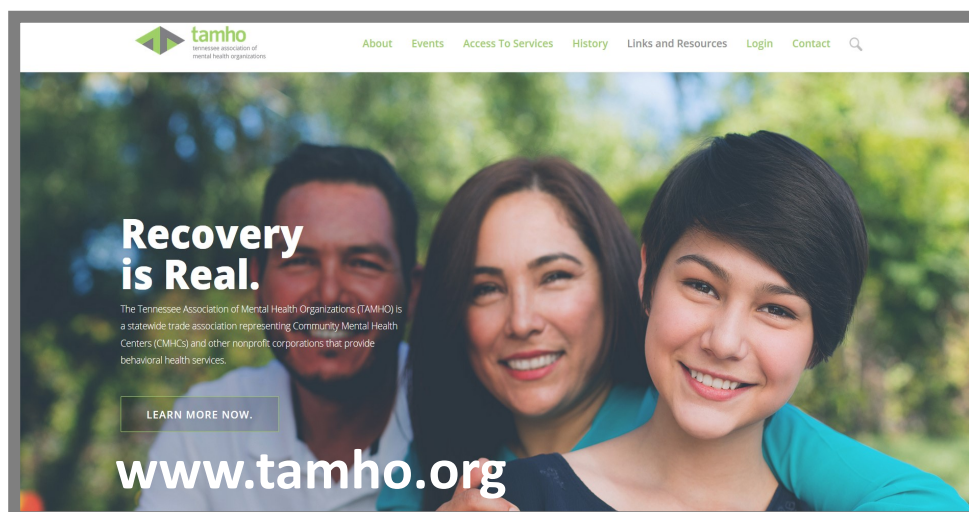 tamho
tennessee association of
mental health organizations
About Events Access To Services History Links and Resources Login Contact
Recovery
is Real.
The Tennessee Association of Mental Health Organizations (TAMHO) is
a statewide trade association representing Community Mental Health
Centers (CMHCs) and other nonprofit corporations that provide
behavioral health services.
LEARN MORE NOW.
www.tamho.org